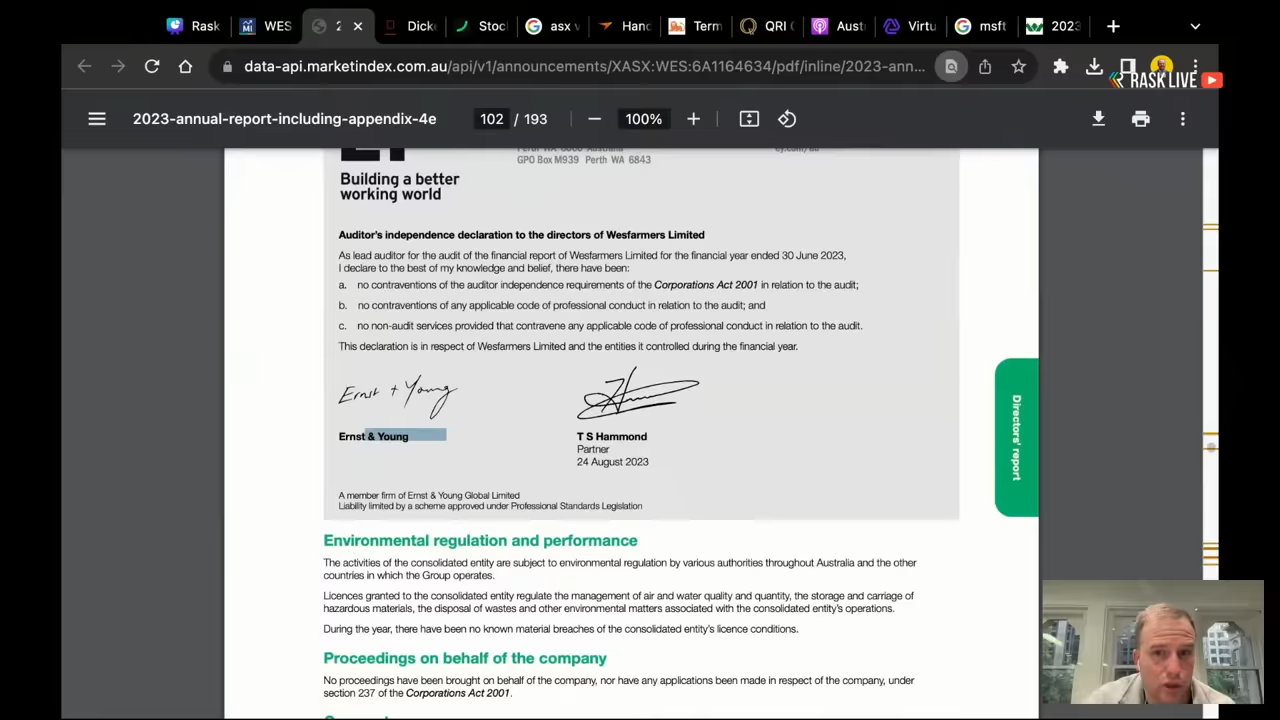 Rask
WES
2
Dicke
Stoc
asx v
Hanc
Term
QRI
Aust
Virtu
msft
2023
data-api.marketindex.com.au/api/v1/announcements/XASX:WES:6A1164634/pdf/inline/2023-ann...
RASK LIVE
2023-annual-report-including-appendix-4e
102 / 193
100%
GPO Box M939 Perth WA 6843
Building a better
working world
Auditor's independence declaration to the directors of Wesfarmers Limited
As lead auditor for the audit of the financial report of Wesfarmers Limited for the financial year ended 30 June 2023,
I declare to the best of my knowledge and belief, there have been:
a. no contraventions of the auditor independence requirements of the Corporations Act 2001 in relation to the audit;
b. no contraventions of any applicable code of professional conduct in relation to the audit; and
c. no non-audit services provided that contravene any applicable code of professional conduct in relation to the audit.
This declaration is in respect of Wesfarmers Limited and the entities it controlled during the financial year.
Ernst + Young
Ernst & Young
T S Hammond
Partner
24 August 2023
A member firm of Ernst & Young Global Limited
Liability limited by a scheme approved under Professional Standards Legislation
Directors' report
Environmental regulation and performance
The activities of the consolidated entity are subject to environmental regulation by various authorities throughout Australia and the other
countries in which the Group operates.
Licences granted to the consolidated entity regulate the management of air and water quality and quantity, the storage and carriage of
hazardous materials, the disposal of wastes and other environmental matters associated with the consolidated entity's operations.
During the year, there have been no known material breaches of the consolidated entity's licence conditions.
Proceedings on behalf of the company
No proceedings have been brought on behalf of the company, nor have any applications been made in respect of the company, under
section 237 of the Corporations Act 2001.